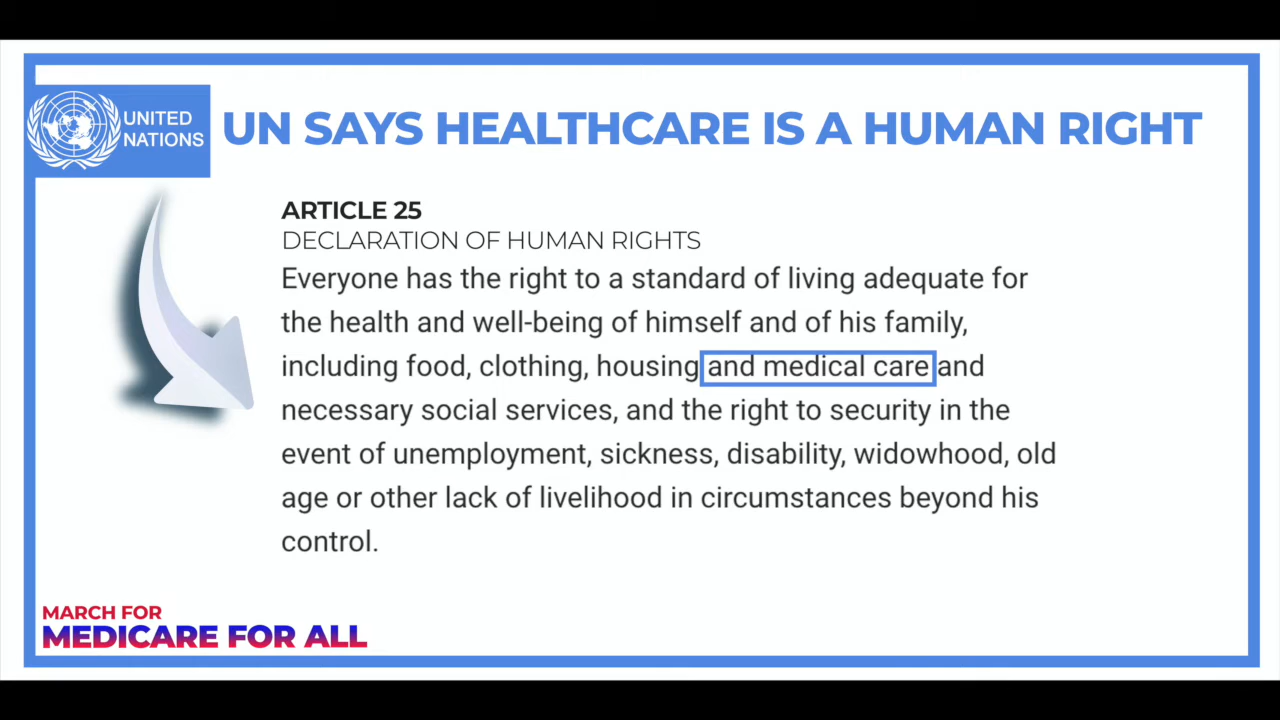 UNITED
NATIONS
UN SAYS HEALTHCARE IS A HUMAN RIGHT
ARTICLE 25
DECLARATION OF HUMAN RIGHTS
Everyone has the right to a standard of living adequate for
the health and well-being of himself and of his family,
including food, clothing, housing and medical care and
necessary social services, and the right to security in the
event of unemployment, sickness, disability, widowhood, old
age or other lack of livelihood in circumstances beyond his
control.
MARCH FOR
MEDICARE FOR ALL